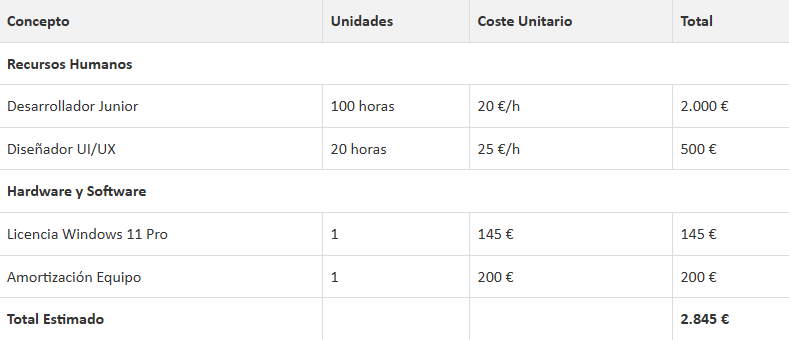 Concepto Unidades Coste Unitario Total
Recursos Humanos
Desarrollador Junior 100 horas 20 €/h 2.000 €
Diseñador UI/UX 20 horas 25 €/h 500 €
Hardware y Software
Licencia Windows 11 Pro 1 145 € 145 €
Amortización Equipo 1 200 € 200 €
Total Estimado 2.845 €